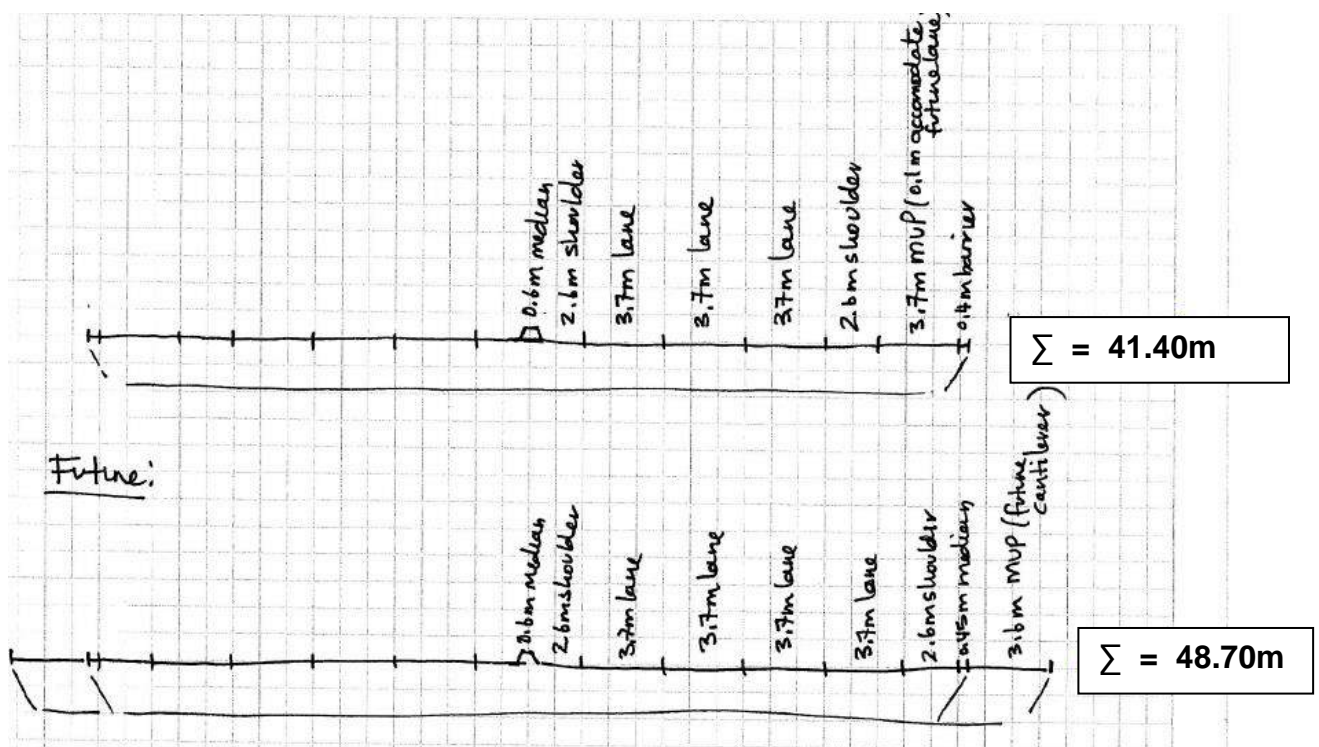 0.6m median
2.6m shoulder
3.7m lane
3.7m lane
3.7m lane
2.6m shoulder
3.7m MUP (0.1m accomodate
future lane)
0.4m barrier
∑ = 41.40m
Future:
0.6m median
2.6m shoulder
3.7m lane
3.7m lane
3.7m lane
3.7m lane
2.6m shoulder
0.45m median
3.6m MUP (future
cantilever)
∑ = 48.70m